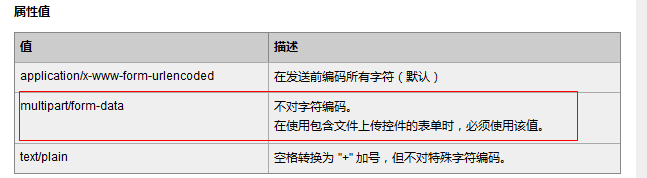 属性值
值 描述
application/x-www-form-urlencoded 在发送前编码所有字符（默认）
multipart/form-data 不对字符编码。
在使用包含文件上传控件的表单时，必须使用该值。
text/plain 空格转换为 "+" 加号，但不对特殊字符编码。